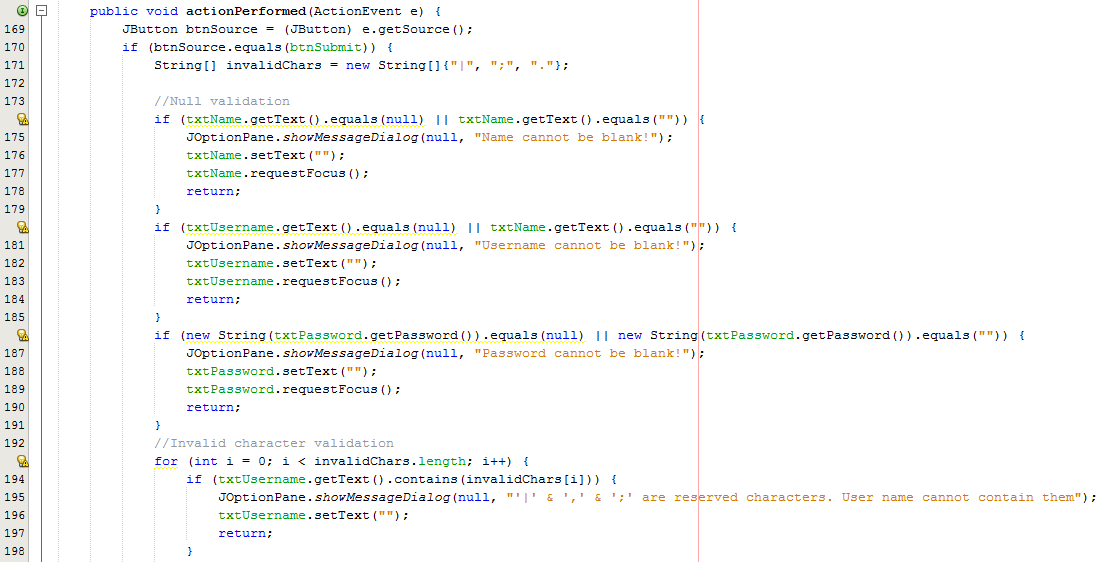 public void actionPerformed(ActionEvent e) {
169 JButton btnSource = (JButton) e.getSource();
170 if (btnSource.equals(btnSubmit)) {
171 String[] invalidChars = new String[]{"|", ";", "."};
172
173 //Null validation
if (txtName.getText().equals(null) || txtName.getText().equals("")) {
175 JOptionPane.showMessageDialog(null, "Name cannot be blank!");
176 txtName.setText("");
177 txtName.requestFocus();
178 return;
179 }
if (txtUsername.getText().equals(null) || txtName.getText().equals("")) {
181 JOptionPane.showMessageDialog(null, "Username cannot be blank!");
182 txtUsername.setText("");
183 txtUsername.requestFocus();
184 return;
185 }
if (new String(txtPassword.getPassword()).equals(null) || new String(txtPassword.getPassword()).equals("")) {
187 JOptionPane.showMessageDialog(null, "Password cannot be blank!");
188 txtPassword.setText("");
189 txtPassword.requestFocus();
190 return;
191 }
192 //Invalid character validation
for (int i = 0; i < invalidChars.length; i++) {
194 if (txtUsername.getText().contains(invalidChars[i])) {
195 JOptionPane.showMessageDialog(null, "'|' & ',' & ';' are reserved characters. User name cannot contain them");
196 txtUsername.setText("");
197 return;
198 }